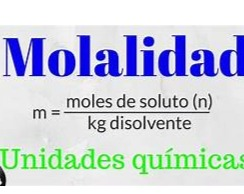 Molalidad
m = moles de soluto (n)
kg disolvente
Unidades químicas